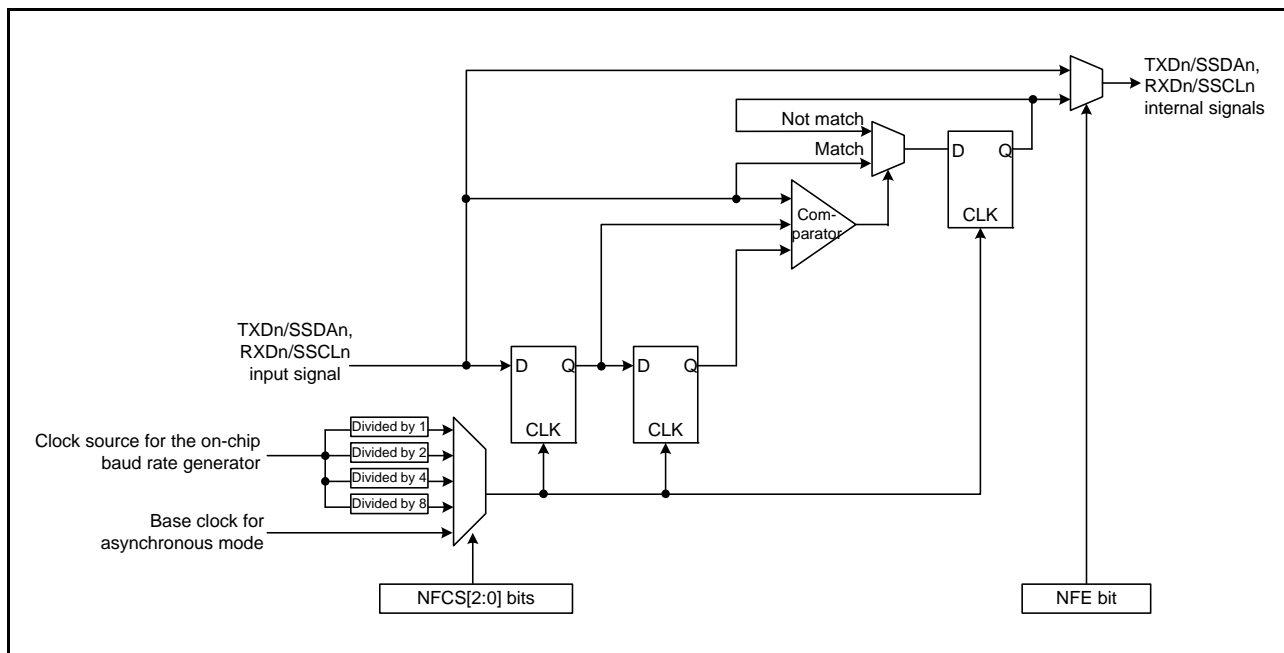 TXDn/SSDAn,
RXDn/SSCLn
internal signals
Not match
Match
D
Q
CLK
Com-
parator
TXDn/SSDAn,
RXDn/SSCLn
input signal
D
Q
CLK
D
Q
CLK
Clock source for the on-chip
baud rate generator
Divided by 1
Divided by 2
Divided by 4
Divided by 8
Base clock for
asynchronous mode
NFCS[2:0] bits
NFE bit